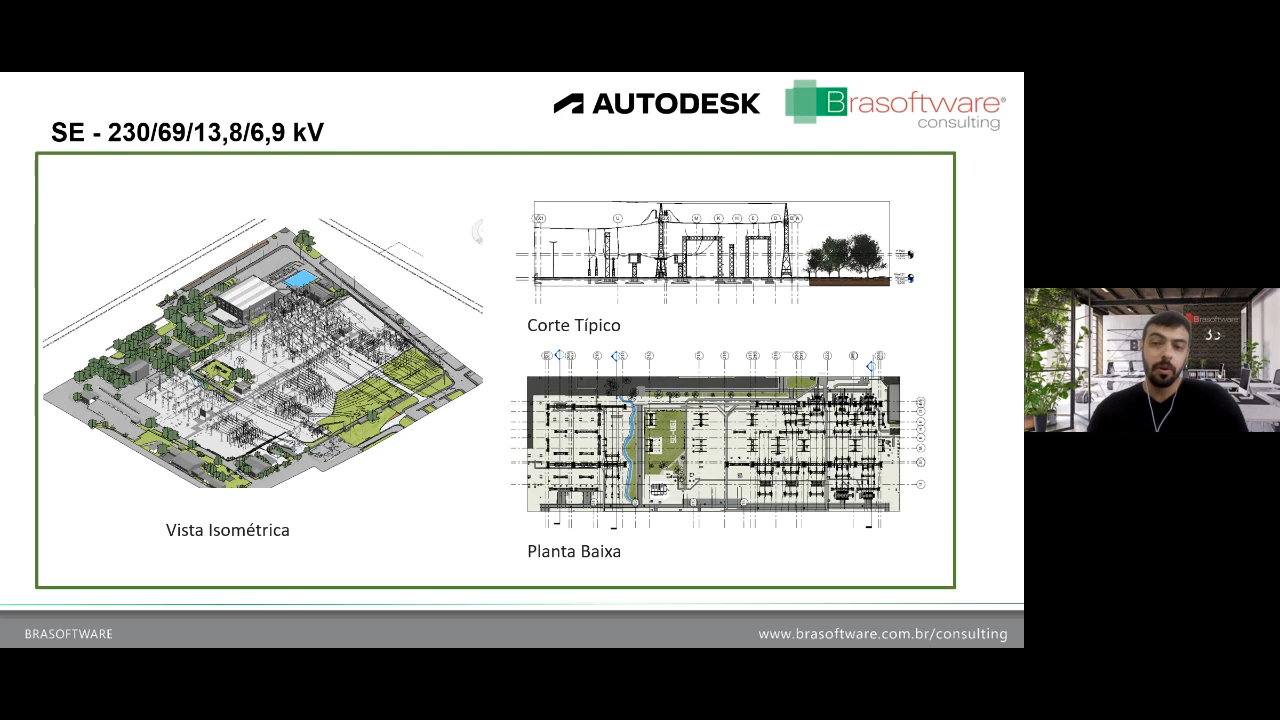 AUTODESK
Brasoftware®
consulting
SE - 230/69/13,8/6,9 kV
Corte Típico
Vista Isométrica
Planta Baixa
Brasoftware
BRASOFTWARE
www.brasoftware.com.br/consulting